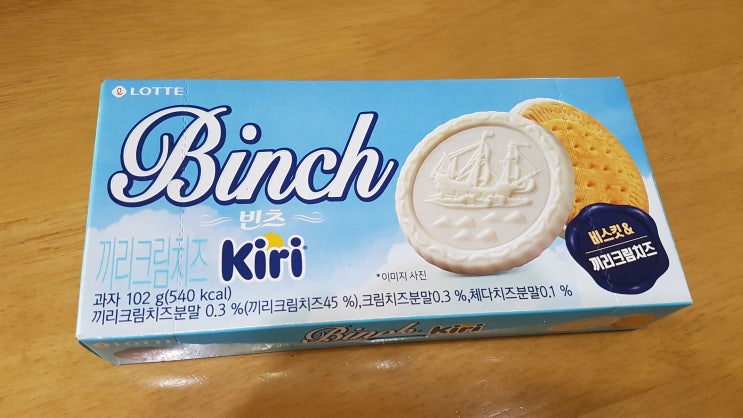 LOTTE
Binch
빈츠
끼리크림치즈 Kiri
*이미지 사진
비스킷&
끼리크림치즈
과자 102 g(540 kcal)
끼리크림치즈분말 0.3 %(끼리크림치즈45 %),크림치즈분말0.3 %,체다치즈분말0.1 %
Binch Kiri